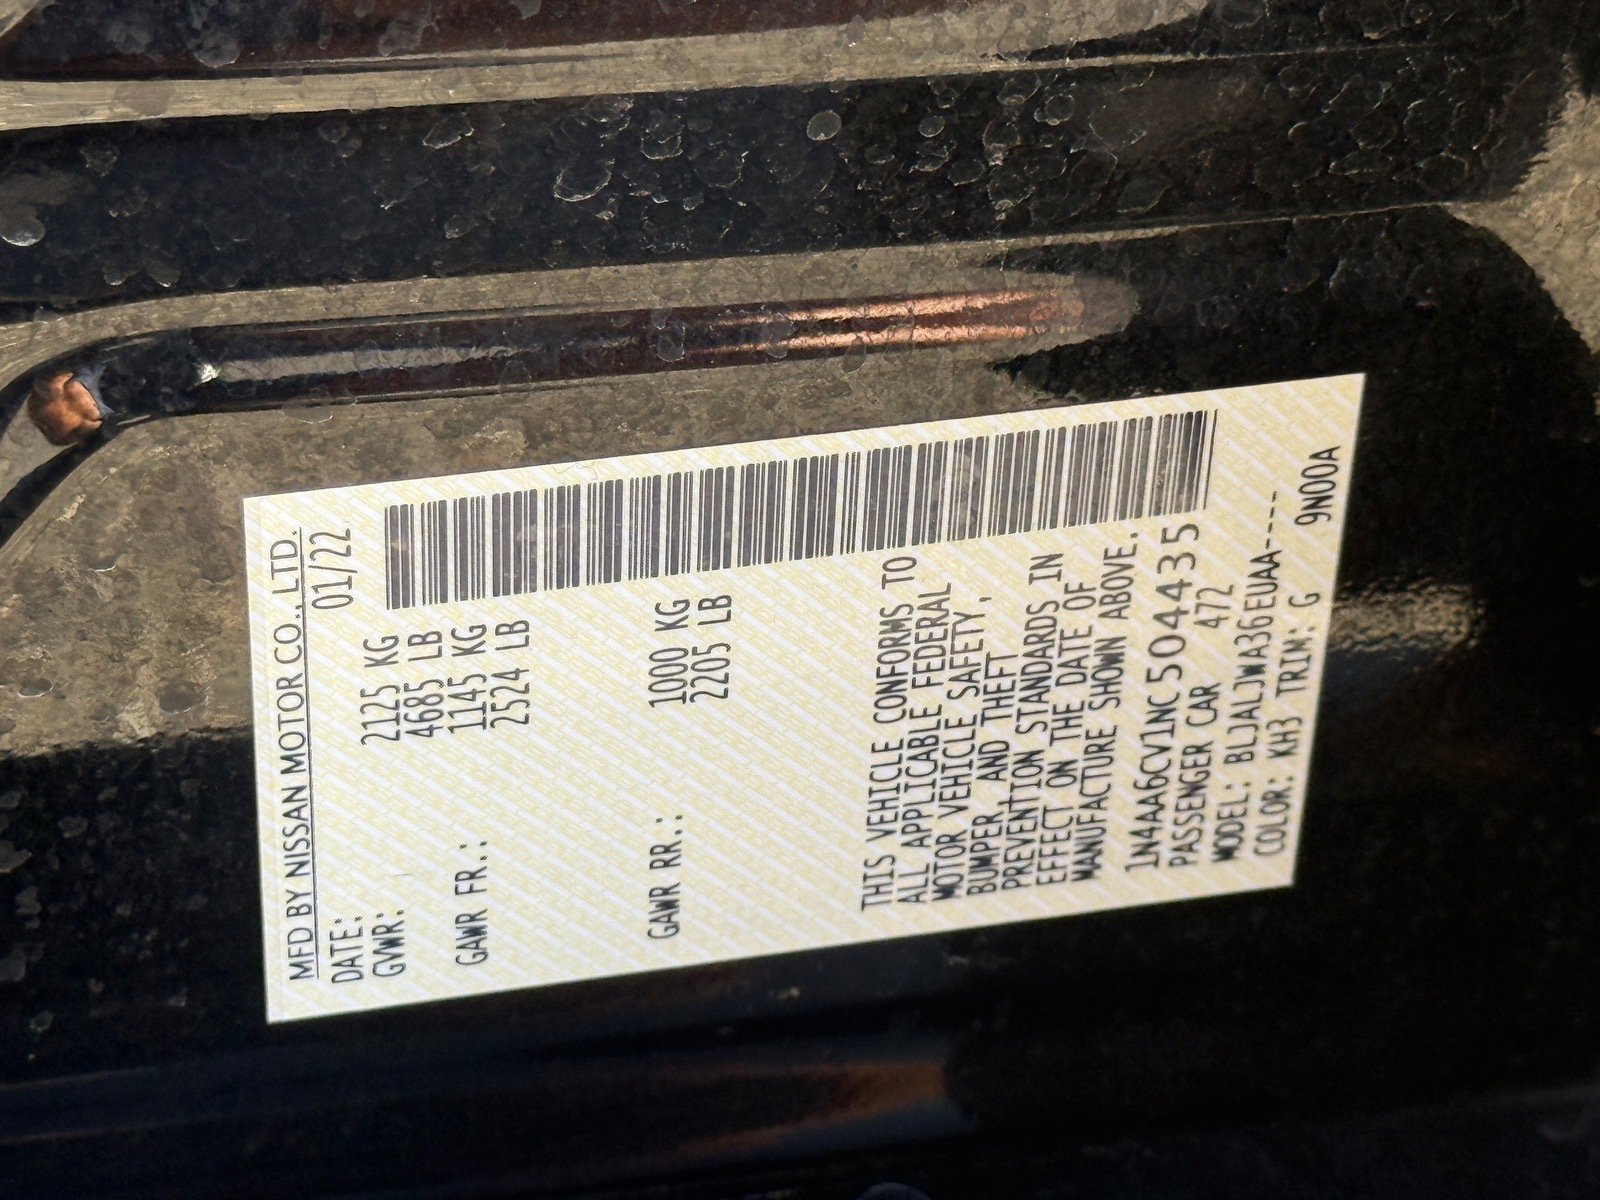 MFD BY NISSAN MOTOR CO.,LTD.
DATE: 01/22
GVWR: 2125 KG
4685 LB
GAWR FR.: 1145 KG
2524 LB
GAWR RR.: 1000 KG
2205 LB
THIS VEHICLE CONFORMS TO
ALL APPLICABLE FEDERAL
MOTOR VEHICLE SAFETY,
BUMPER, AND THEFT
PREVENTION STANDARDS IN
EFFECT ON THE DATE OF
MANUFACTURE SHOWN ABOVE.
1N4AA6CV1NC504435
PASSENGER CAR 472
MODEL: BLJALJWA36EUAA----
COLOR: KH3 TRIM: G 9N00A